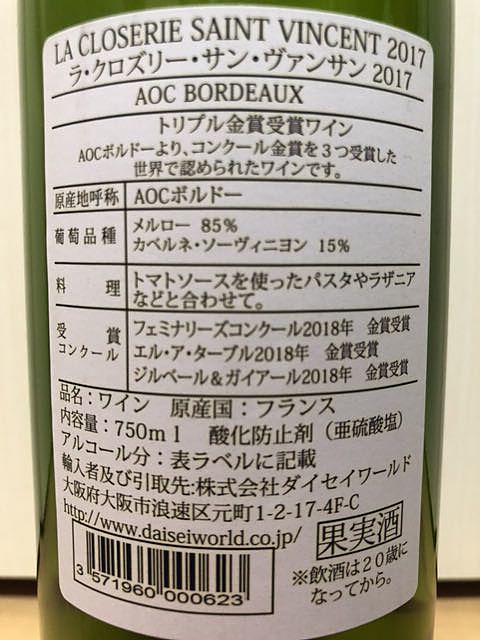 LA CLOSERIE SAINT VINCENT 2017
ラ・クロズリー・サン・ヴァンサン 2017
AOC BORDEAUX
トリプル金賞受賞ワイン
AOCボルドーより、コンクール金賞を３つ受賞した
世界で認められたワインです。
原産地呼称 AOCボルドー
葡萄品種 メルロー 85%
カベルネ・ソーヴィニヨン 15%
料理 トマトソースを使ったパスタやラザニア
などと合わせて。
受賞コンクール フェミナリーズコンクール2018年 金賞受賞
エル・ア・ターブル2018年 金賞受賞
ジルベール＆ガイアール2018年 金賞受賞
品名：ワイン 原産国：フランス
内容量：750ml 酸化防止剤（亜硫酸塩）
アルコール分：表ラベルに記載
輸入者及び引取先:株式会社ダイセイワールド
大阪府大阪市浪速区元町1-2-17-4F-C
http://www.daiseiworld.co.jp/
果実酒
3 571960 000623
※飲酒は２０歳に
なってから。